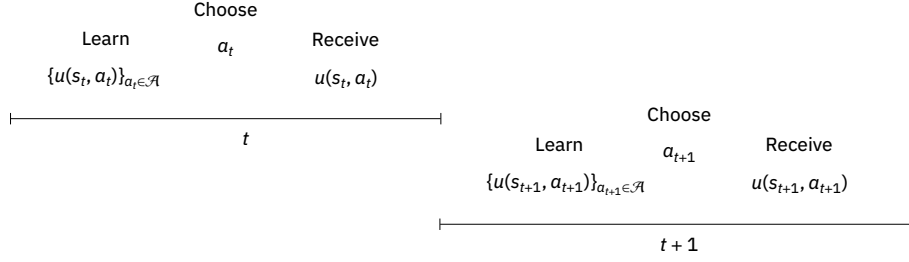 Choose
Learn
a_t
Receive
{u(s_t, a_t)}_{a_t∈𝒜}
u(s_t, a_t)
t
Choose
Learn
a_{t+1}
Receive
{u(s_{t+1}, a_{t+1})}_{a_{t+1}∈𝒜}
u(s_{t+1}, a_{t+1})
t + 1